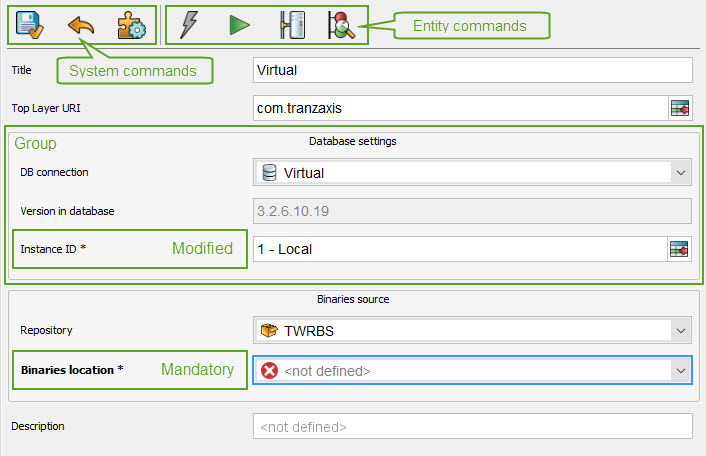 Entity commands
System commands
Title Virtual
Top Layer URI com.tranzaxis
Group Database settings
DB connection Virtual
Version in database 3.2.6.10.19
Instance ID * Modified 1 - Local
Binaries source
Repository TWRBS
Binaries location * Mandatory <not defined>
Description <not defined>